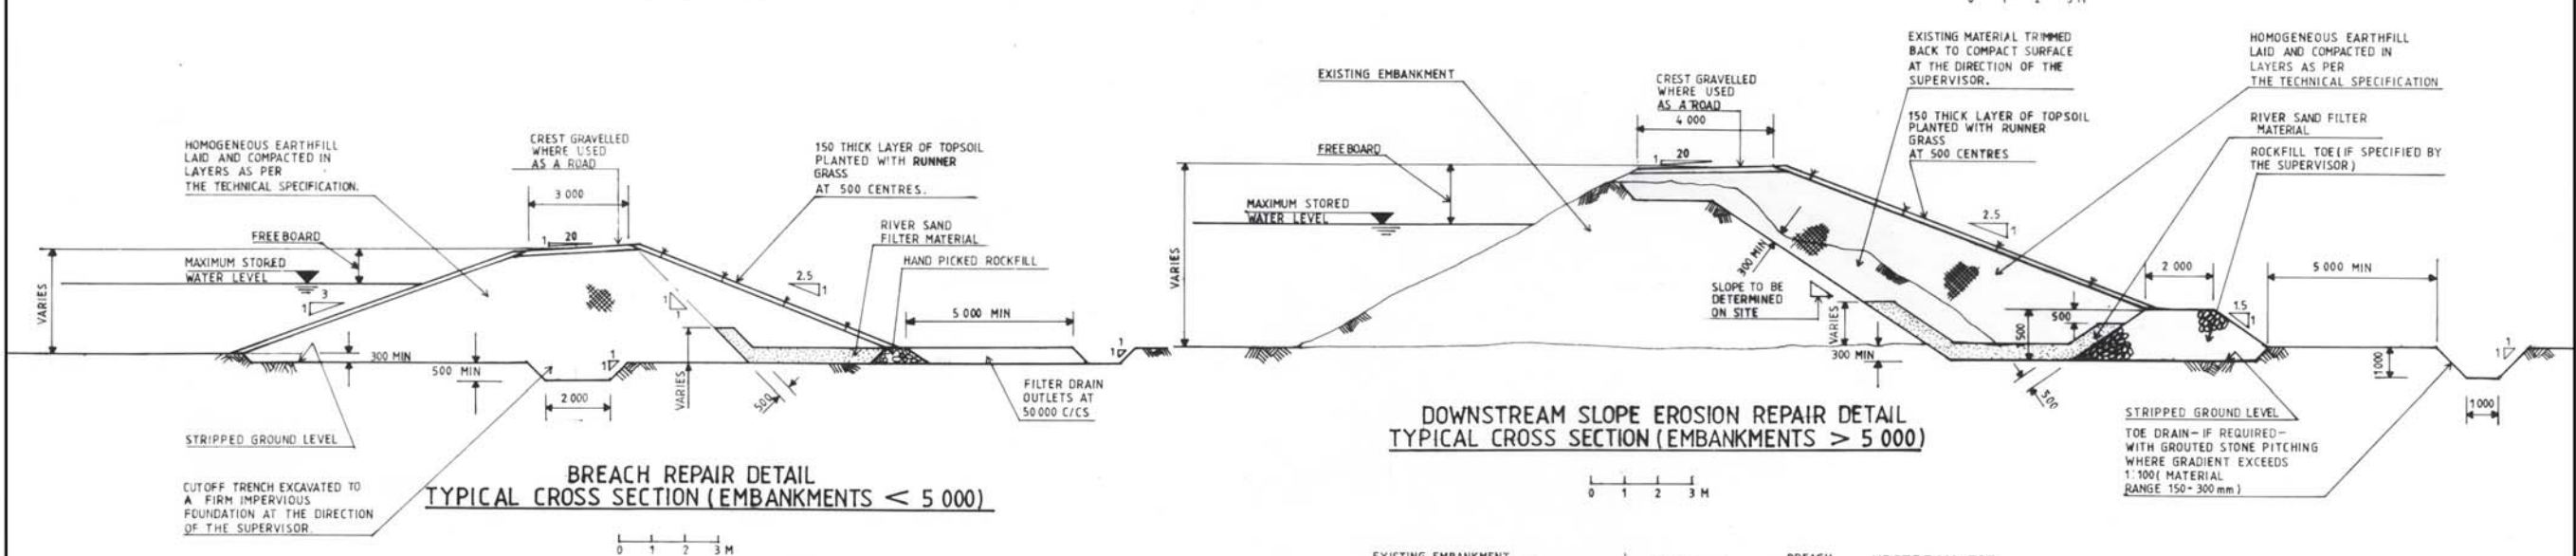 HOMOGENEOUS EARTHFILL
LAID AND COMPACTED IN
LAYERS AS PER
THE TECHNICAL SPECIFICATION.
CREST GRAVELLED
WHERE USED
AS A ROAD
3 000
150 THICK LAYER OF TOPSOIL
PLANTED WITH RUNNER
GRASS
AT 500 CENTRES.
RIVER SAND
FILTER MATERIAL
HAND PICKED ROCKFILL
FREEBOARD
MAXIMUM STORED
WATER LEVEL
VARIES
1 20
3
1
2.5
1
1
1
5 000 MIN
300 MIN
500 MIN
1
1
2 000
VARIES
500
1
1
FILTER DRAIN
OUTLETS AT
50 000 C/CS
STRIPPED GROUND LEVEL
CUTOFF TRENCH EXCAVATED TO
A FIRM IMPERVIOUS
FOUNDATION AT THE DIRECTION
OF THE SUPERVISOR.
BREACH REPAIR DETAIL
TYPICAL CROSS SECTION (EMBANKMENTS < 5 000)
0 1 2 3 M
EXISTING EMBANKMENT
CREST GRAVELLED
WHERE USED
AS A ROAD
4 000
EXISTING MATERIAL TRIMMED
BACK TO COMPACT SURFACE
AT THE DIRECTION OF THE
SUPERVISOR.
150 THICK LAYER OF TOPSOIL
PLANTED WITH RUNNER
GRASS
AT 500 CENTRES
HOMOGENEOUS EARTHFILL
LAID AND COMPACTED IN
LAYERS AS PER
THE TECHNICAL SPECIFICATION
RIVER SAND FILTER
MATERIAL
ROCKFILL TOE (IF SPECIFIED BY
THE SUPERVISOR)
FREEBOARD
MAXIMUM STORED
WATER LEVEL
VARIES
1 20
2.5
1
300 MIN
SLOPE TO BE
DETERMINED
ON SITE
VARIES
300 MIN
500
500
2 000
1.5
1
5 000 MIN
1000
1
1
1000
500
STRIPPED GROUND LEVEL
TOE DRAIN - IF REQUIRED -
WITH GROUTED STONE PITCHING
WHERE GRADIENT EXCEEDS
1:100 ( MATERIAL
RANGE 150 - 300 mm )
DOWNSTREAM SLOPE EROSION REPAIR DETAIL
TYPICAL CROSS SECTION (EMBANKMENTS > 5 000)
0 1 2 3 M
EXISTING EMBANKMENT
BREACH